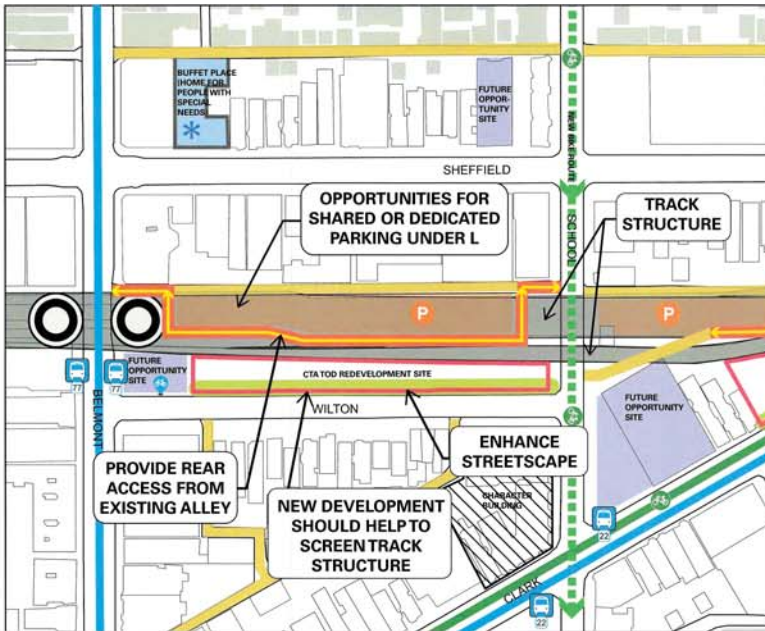 BUFFET PLACE
(HOME FOR
PEOPLE WITH
SPECIAL
NEEDS)
FUTURE
OPPOR-
TUNITY
SITE
NEW BIKE ROUTE
SHEFFIELD
OPPORTUNITIES FOR
SHARED OR DEDICATED
PARKING UNDER L
TRACK
STRUCTURE
SCHOOL
P
P
77
77
FUTURE
OPPORTUNITY
SITE
CTA TOD REDEVELOPMENT SITE
BELMONT
WILTON
FUTURE
OPPORTUNITY
SITE
PROVIDE REAR
ACCESS FROM
EXISTING ALLEY
ENHANCE
STREETSCAPE
NEW DEVELOPMENT
SHOULD HELP TO
SCREEN TRACK
STRUCTURE
CHARACTER
BUILDING
22
CLARK
22